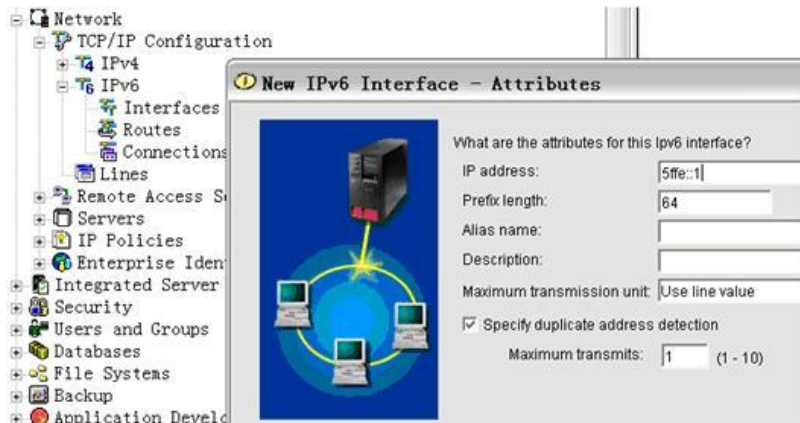 Network
TCP/IP Configuration
IPv4
IPv6
Interfaces
Routes
Connections
Lines
Remote Access S
Servers
IP Policies
Enterprise Iden
Integrated Server
Security
Users and Groups
Databases
File Systems
Backup
Application Develo
New IPv6 Interface - Attributes
What are the attributes for this Ipv6 interface?
IP address: 5ffe::1
Prefix length: 64
Alias name:
Description:
Maximum transmission unit: Use line value
Specify duplicate address detection
Maximum transmits: 1 (1 - 10)